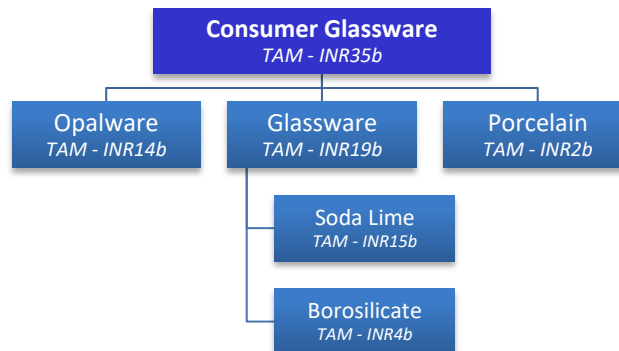 Consumer Glassware
TAM - INR35b
Opalware
TAM - INR14b
Glassware
TAM - INR19b
Porcelain
TAM - INR2b
Soda Lime
TAM - INR15b
Borosilicate
TAM - INR4b